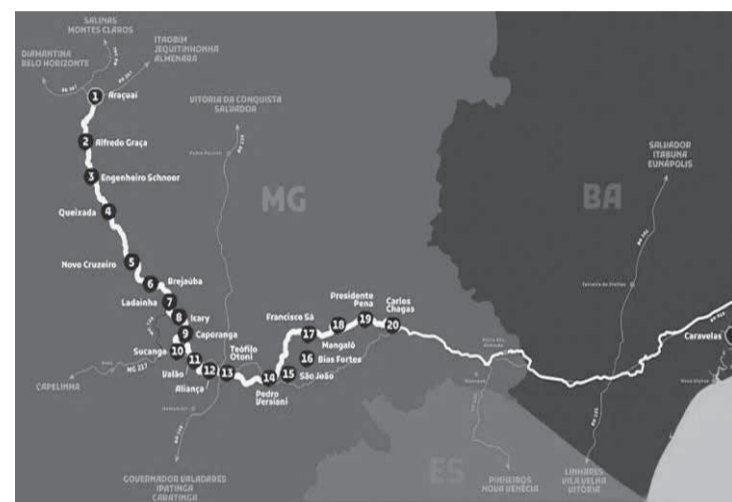 SALINAS
MONTES CLAROS
DIAMANTINA
BELO HORIZONTE
ITAOBIM
JEQUITINHONHA
ALMENARA
1 Araçuaí
2 Alfredo Graça
3 Engenheiro Schnoor
Queixada 4
Novo Cruzeiro 5
6 Brejaúba
Ladainha 7
8 Icary
9 Caporanga
Sucanga 10
11
Valão
12
Aliança
13
Teófilo
Otoni
14
Pedro
Versiani
15 São João
16 Bias Fortes
Francisco Sá
17
18
Mangaló
Presidente
Pena
19
Carlos
Chagas
20
VITÓRIA DA CONQUISTA
SALVADOR
MG
BA
ES
SALVADOR
ITABUNA
EUNÁPOLIS
Teixeira de Freitas
Caravelas
CAPELINHA
MG 217
GOVERNADOR VALADARES
IPATINGA
CARATINGA
PINHEIROS
NOVA VENÉCIA
LINHARES
VILA VELHA
VITÓRIA